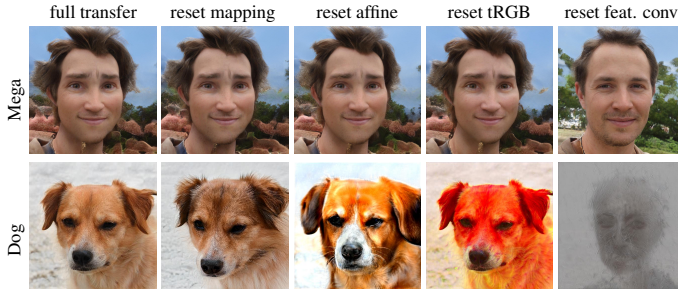 full transfer reset mapping reset affine reset tRGB reset feat. conv
Mega
Dog